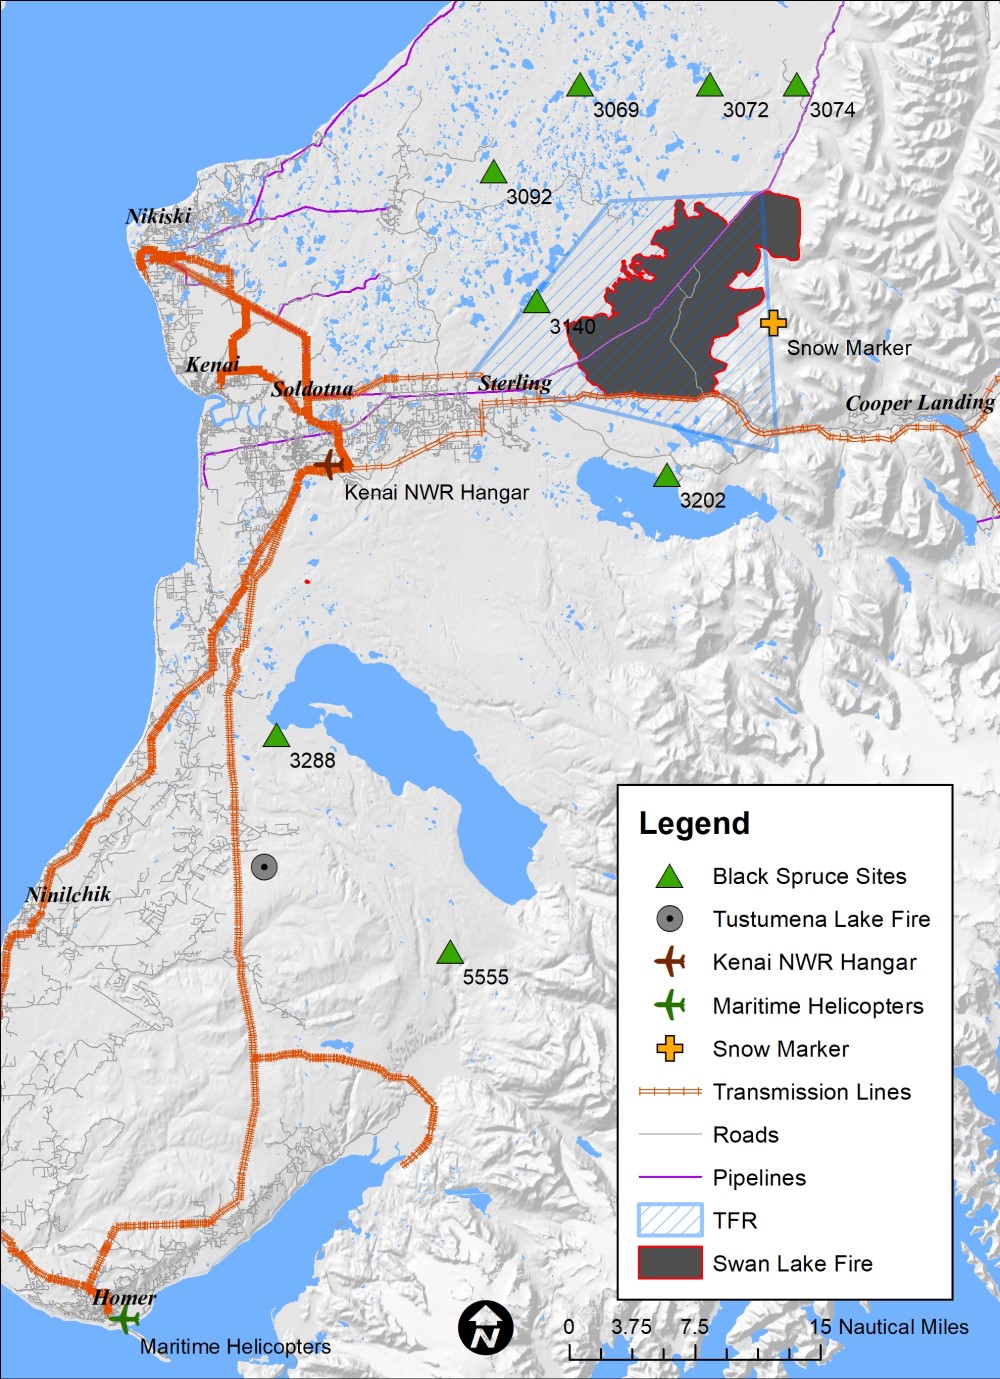 3069
3072
3074
3092
Nikiski
3140
Snow Marker
Kenai
Soldotna
Sterling
Cooper Landing
Kenai NWR Hangar
3202
3288
Legend
Black Spruce Sites
Ninilchik
Tustumena Lake Fire
Kenai NWR Hangar
5555
Maritime Helicopters
Snow Marker
Transmission Lines
Roads
Pipelines
TFR
Swan Lake Fire
Homer
N
0 3.75 7.5 15 Nautical Miles
Maritime Helicopters